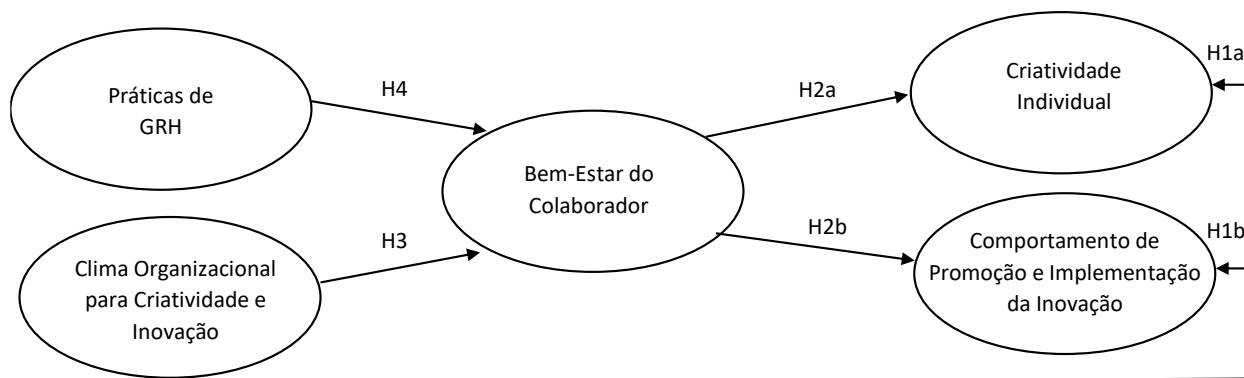 Práticas de
GRH
H4
Clima Organizacional
para Criatividade e
Inovação
H3
Bem-Estar do
Colaborador
H2a
H2b
Criatividade
Individual
H1a
Comportamento de
Promoção e Implementação
da Inovação
H1b